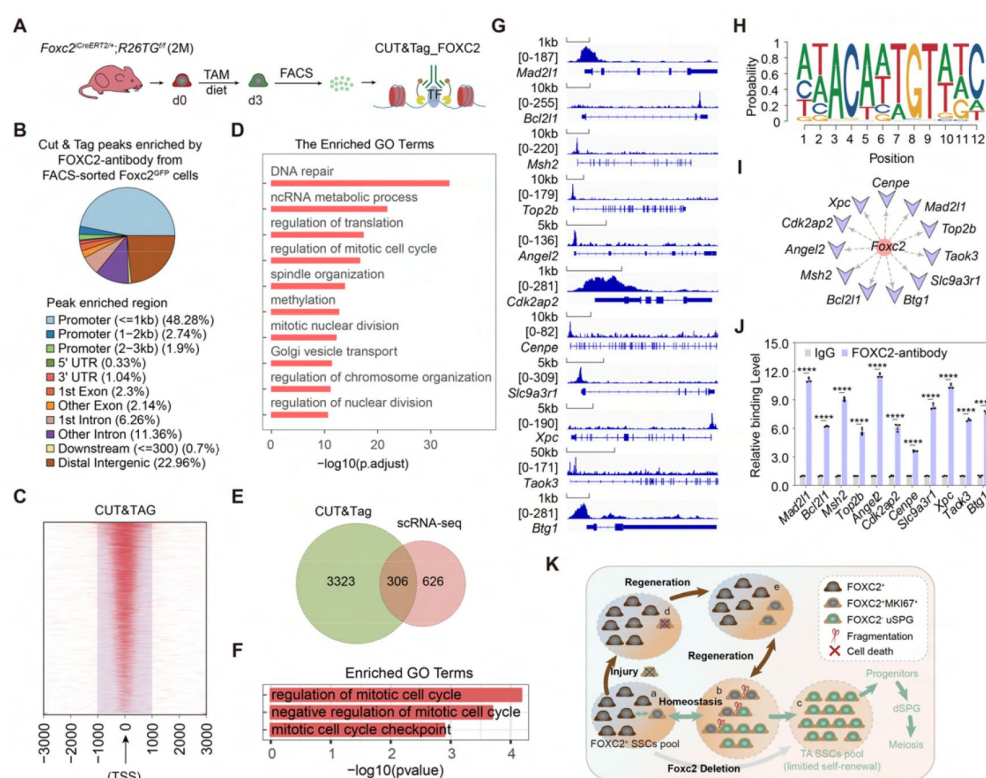 A
Foxc2iCreERT2/+;R26TGf/f (2M)
TAM
diet
FACS
d0
d3
CUT&Tag_FOXC2
TF
B
Cut & Tag peaks enriched by
FOXC2-antibody from
FACS-sorted Foxc2GFP cells
Peak enriched region
Promoter (<=1kb) (48.28%)
Promoter (1-2kb) (2.74%)
Promoter (2-3kb) (1.9%)
5' UTR (0.33%)
3' UTR (1.04%)
1st Exon (2.3%)
Other Exon (2.14%)
1st Intron (6.26%)
Other Intron (11.36%)
Downstream (<=300) (0.7%)
Distal Intergenic (22.96%)
C
CUT&TAG
-3000
-1000
0
1000
3000
(TSS)
D
The Enriched GO Terms
DNA repair
ncRNA metabolic process
regulation of translation
regulation of mitotic cell cycle
spindle organization
methylation
mitotic nuclear division
Golgi vesicle transport
regulation of chromosome organization
regulation of nuclear division
0 10 20 30
−log10(p.adjust)
E
CUT&Tag
scRNA-seq
3323
306
626
F
Enriched GO Terms
regulation of mitotic cell cycle
negative regulation of mitotic cell cycle
mitotic cell cycle checkpoint
0 1 2 3 4
−log10(pvalue)
G
1kb
[0-187]
Mad2l1
10kb
[0-255]
Bcl2l1
10kb
[0-220]
Msh2
10kb
[0-179]
Top2b
5kb
[0-136]
Angel2
1kb
[0-281]
Cdk2ap2
10kb
[0-82]
Cenpe
5kb
[0-309]
Slc9a3r1
5kb
[0-190]
Xpc
50kb
[0-171]
Taok3
1kb
[0-281]
Btg1
H
Probability
1
0.8
0.6
0.4
0.2
0
1 2 3 4 5 6 7 8 9 10 11 12
Position
I
Cenpe
Xpc
Mad2l1
Cdk2ap2
Top2b
Angel2
Foxc2
Taok3
Msh2
Slc9a3r1
Bcl2l1
Btg1
J
IgG
FOXC2-antibody
Relative binding Level
15.0
12.0
9.0
6.0
3.0
0.0
**** **** **** **** **** **** **** **** **** ****
Mad2l1
Bcl2l1
Msh2
Top2b
Angel2
Cdk2ap2
Cenpe
Slc9a3r1
Xpc
Taok3
Btg1
K
Regeneration
d
e
FOXC2⁺
FOXC2⁺MKI67⁺
FOXC2⁻ uSPG
Fragmentation
Cell death
Regeneration
Injury
a
Homeostasis
b
c
Progenitors
dSPG
Meiosis
FOXC2⁺ SSCs pool
TA SSCs pool
(limitied self-renewal)
Foxc2 Deletion